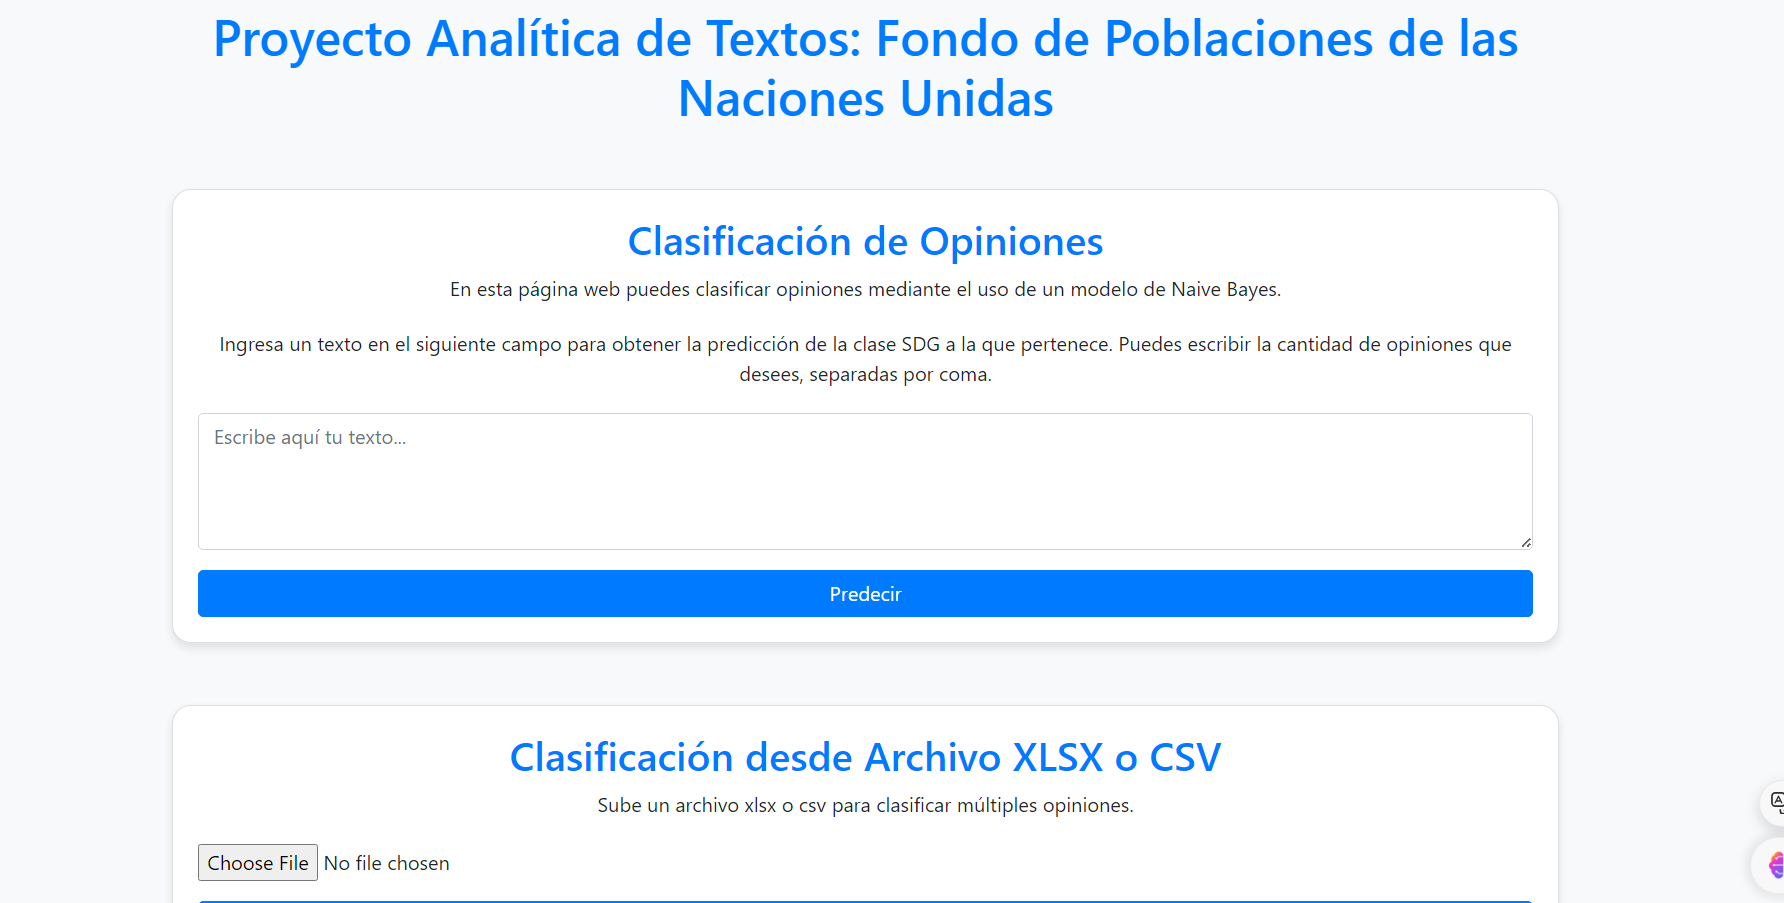 Proyecto Analítica de Textos: Fondo de Poblaciones de las
Naciones Unidas
Clasificación de Opiniones
En esta página web puedes clasificar opiniones mediante el uso de un modelo de Naive Bayes.
Ingresa un texto en el siguiente campo para obtener la predicción de la clase SDG a la que pertenece. Puedes escribir la cantidad de opiniones que
desees, separadas por coma.
Escribe aquí tu texto...
Predecir
Clasificación desde Archivo XLSX o CSV
Sube un archivo xlsx o csv para clasificar múltiples opiniones.
Choose File No file chosen